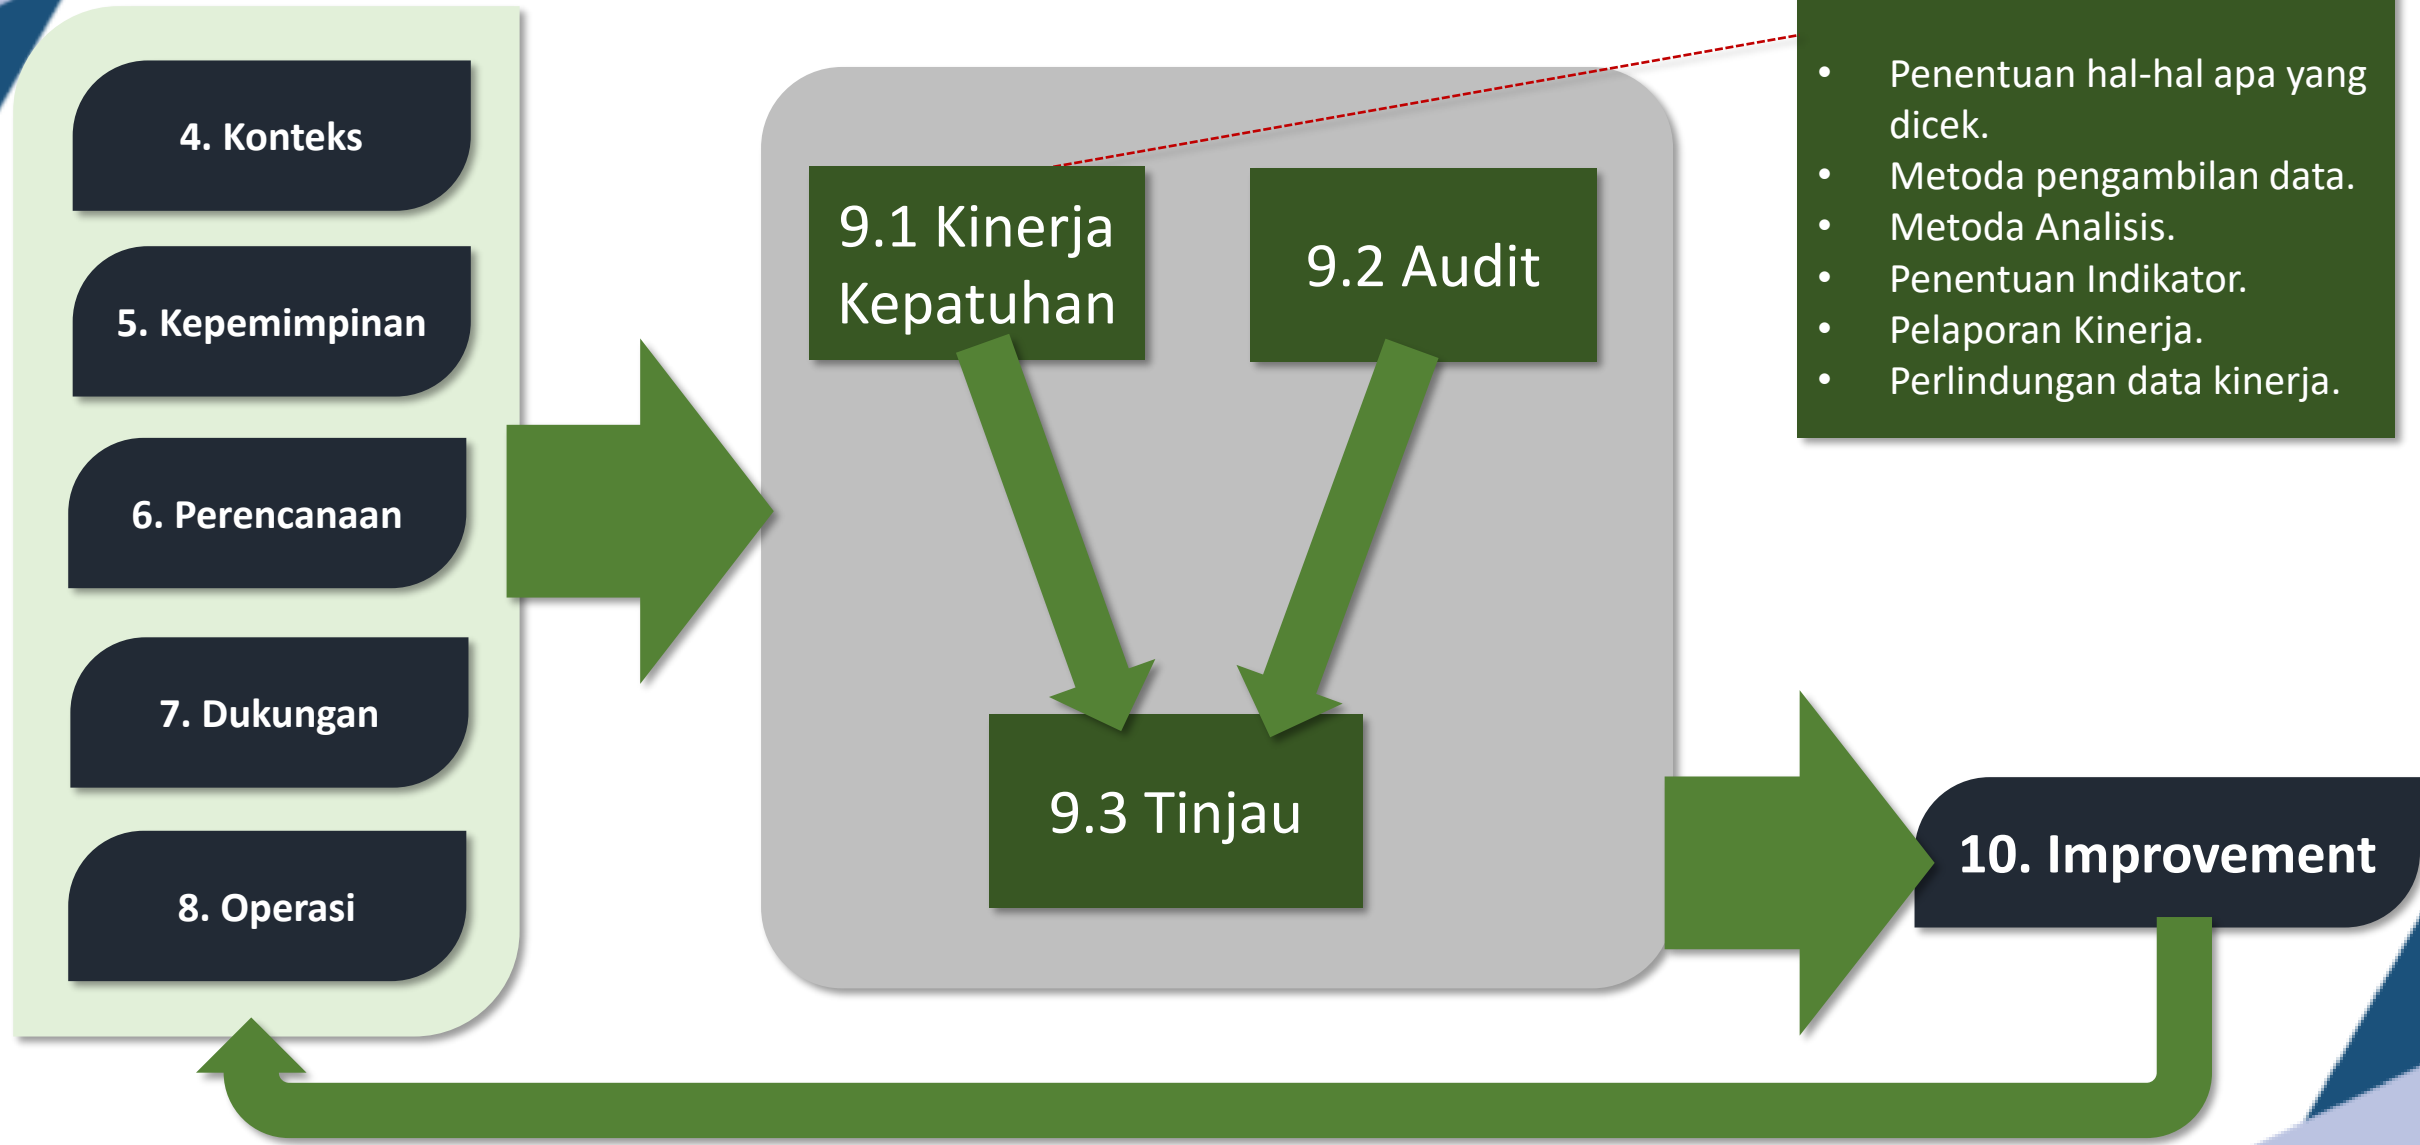 4. Konteks
5. Kepemimpinan
6. Perencanaan
7. Dukungan
8. Operasi
9.1 Kinerja
Kepatuhan
9.2 Audit
9.3 Tinjau
• Penentuan hal-hal apa yang
dicek.
• Metoda pengambilan data.
• Metoda Analisis.
• Penentuan Indikator.
• Pelaporan Kinerja.
• Perlindungan data kinerja.
10. Improvement